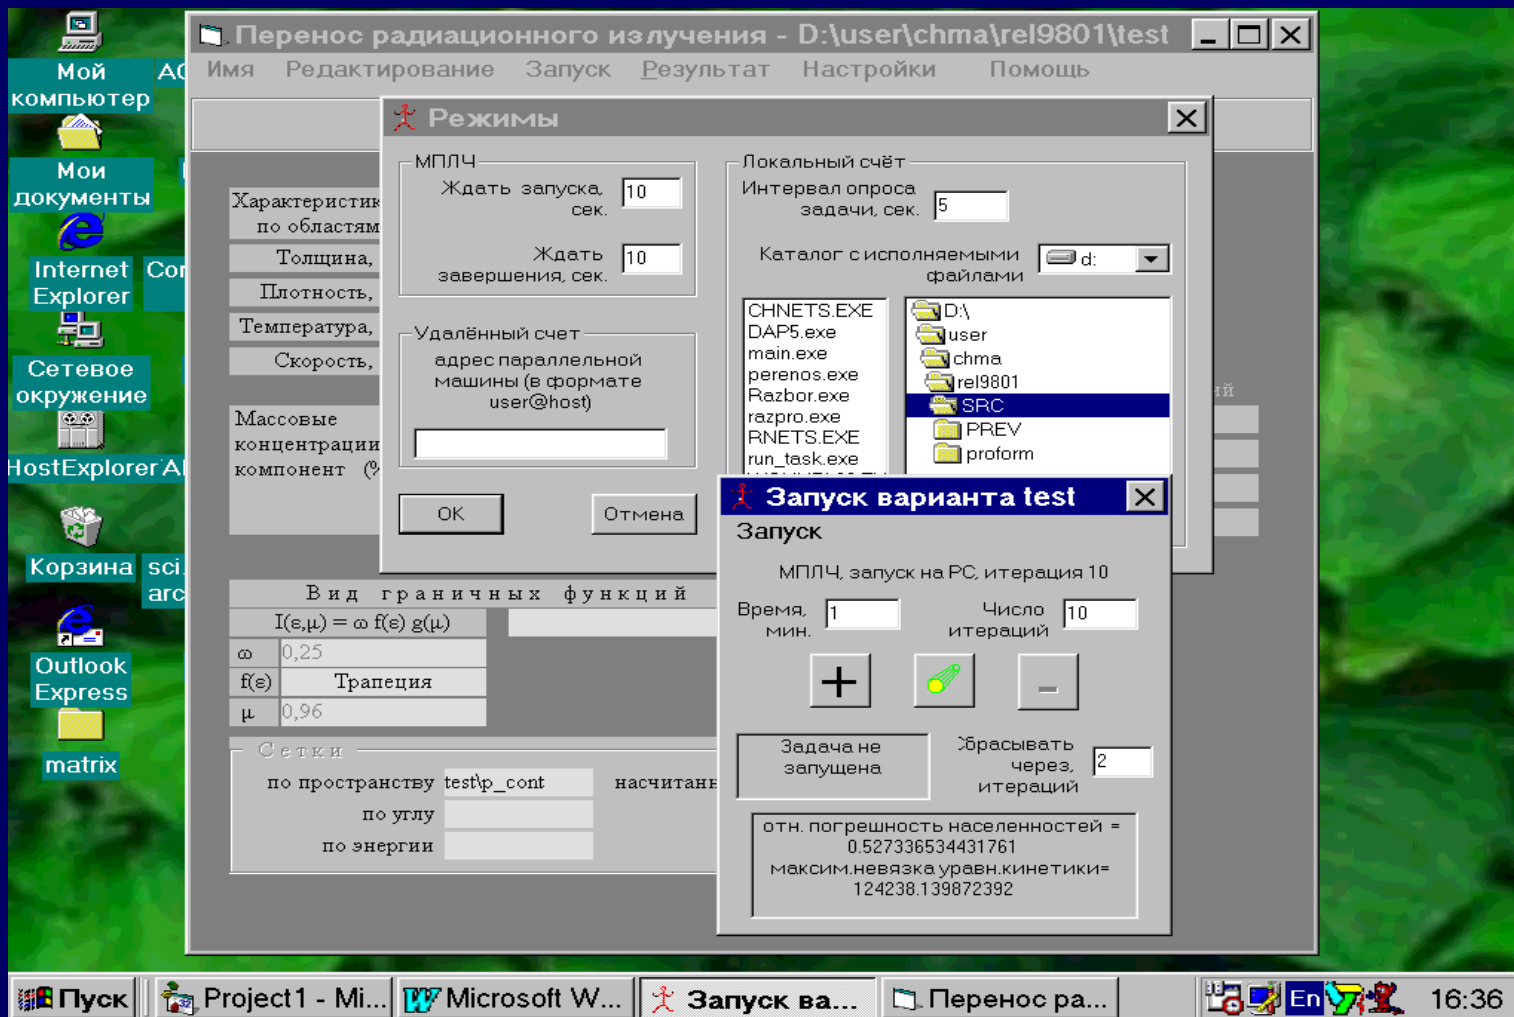 Мой
компьютер
Мои
документы
Internet
Explorer
Сетевое
окружение
HostExplorer
Корзина
Outlook
Express
matrix
Перенос радиационного излучения - D:\user\chma\rel9801\test
Имя Редактирование Запуск Результат Настройки Помощь
по областям
Толщина,
Плотность,
Температура,
Скорость,
Массовые
концентрации
компонент
Вид граничных функций
I(ε,μ) = ω f(ε) g(μ)
ω 0,25
f(ε) Трапеция
μ 0,96
Сетки
по пространству test\p_cont
по углу
по энергии
Режимы
МПЛЧ
Ждать запуска, 10
сек.
Ждать 10
завершения, сек.
Удалённый счет
адрес параллельной
машины (в формате
user@host)
OK Отмена
Локальный счёт
Интервал опроса
задачи, сек. 5
Каталог с исполняемыми d:
файлами
CHNETS.EXE
DAP5.exe
main.exe
perenos.exe
Razbor.exe
razpro.exe
RNETS.EXE
run_task.exe
D:\
user
chma
rel9801
SRC
PREV
proform
Запуск варианта test
Запуск
МПЛЧ, запуск на PC, итерация 10
Время, 1
мин.
Число 10
итераций
+ -
Задача не
запущена
через, 2
итераций
отн. погрешность населенностей =
0.527336534431761
максим.невязка уравн.кинетики=
124238.139872392
Пуск Project1 - Mi... Microsoft W... Запуск ва... Перенос ра... En 16:36